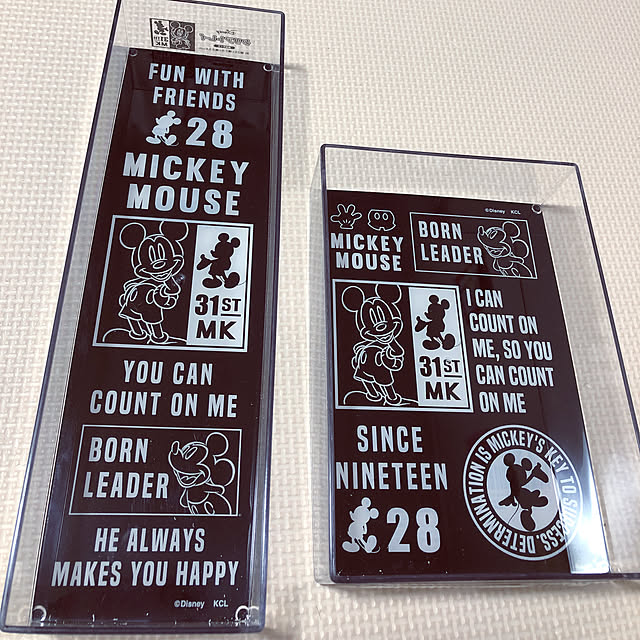 FUN WITH
FRIENDS
28
MICKEY
MOUSE
31ST
MK
YOU CAN
COUNT ON ME
BORN
LEADER
HE ALWAYS
MAKES YOU HAPPY
©Disney KCL
©Disney KCL
MICKEY
MOUSE
BORN
LEADER
31ST
MK
I CAN
COUNT ON
ME, SO YOU
CAN COUNT
ON ME
SINCE
NINETEEN
28
DETERMINATION IS MICKEY'S KEY TO SUCCESS.